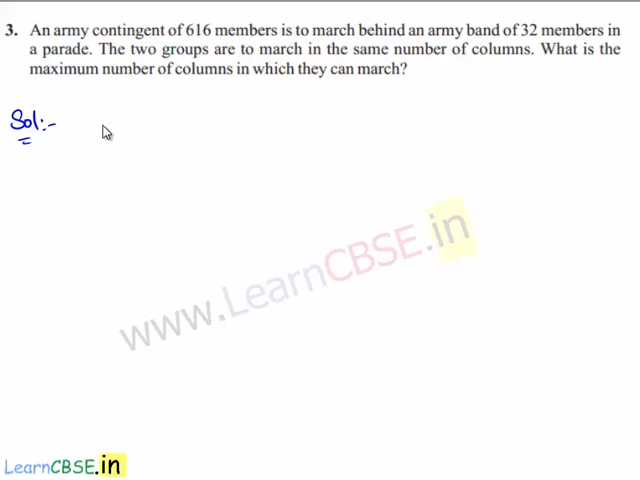 3. An army contingent of 616 members is to march behind an army band of 32 members in
a parade. The two groups are to march in the same number of columns. What is the
maximum number of columns in which they can march?
Sol:-
www.LearnCBSE.in
LearnCBSE.in